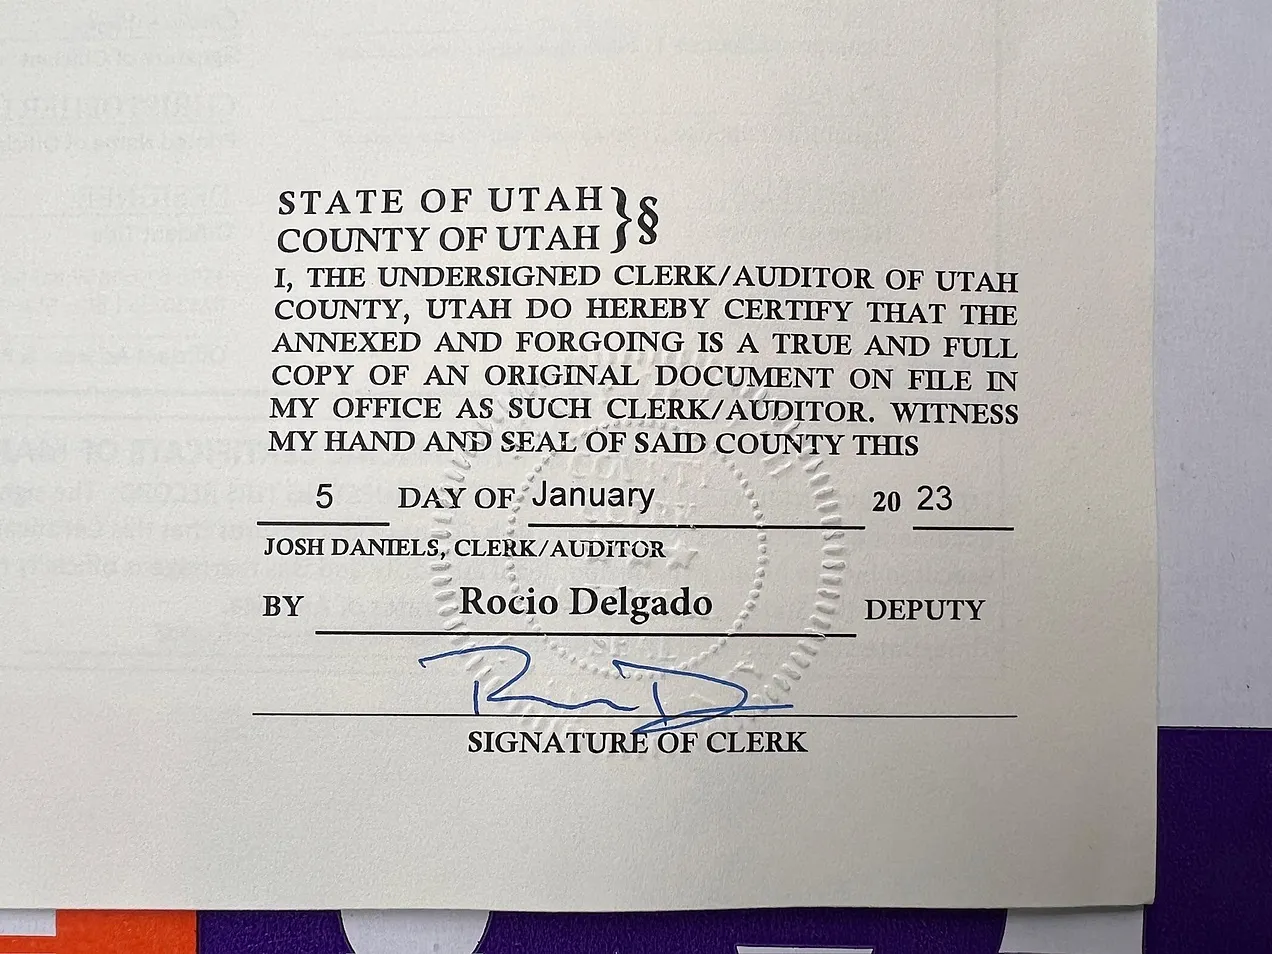 STATE OF UTAH } §
COUNTY OF UTAH
I, THE UNDERSIGNED CLERK/AUDITOR OF UTAH
COUNTY, UTAH DO HEREBY CERTIFY THAT THE
ANNEXED AND FORGOING IS A TRUE AND FULL
COPY OF AN ORIGINAL DOCUMENT ON FILE IN
MY OFFICE AS SUCH CLERK/AUDITOR. WITNESS
MY HAND AND SEAL OF SAID COUNTY THIS
5 DAY OF January 20 23
JOSH DANIELS, CLERK/AUDITOR
BY Rocio Delgado DEPUTY
SIGNATURE OF CLERK